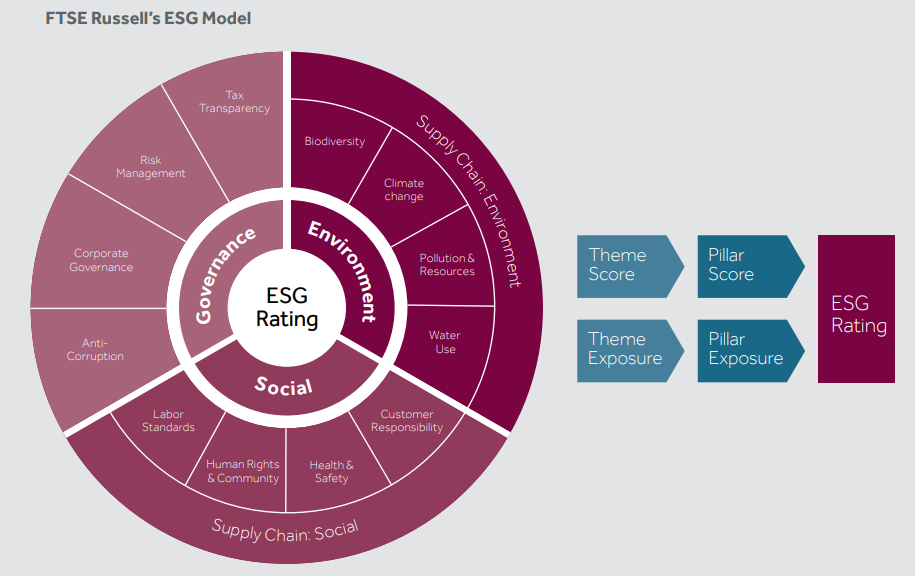 FTSE Russell's ESG Model
Tax
Transparency
Risk
Management
Corporate
Governance
Anti-
Corruption
Governance
Biodiversity
Climate
change
Pollution &
Resources
Water
Use
Supply Chain: Environment
Environment
ESG
Rating
Social
Labor
Standards
Human Rights
& Community
Health &
Safety
Customer
Responsibility
Supply Chain: Social
Theme
Score
Pillar
Score
Theme
Exposure
Pillar
Exposure
ESG
Rating